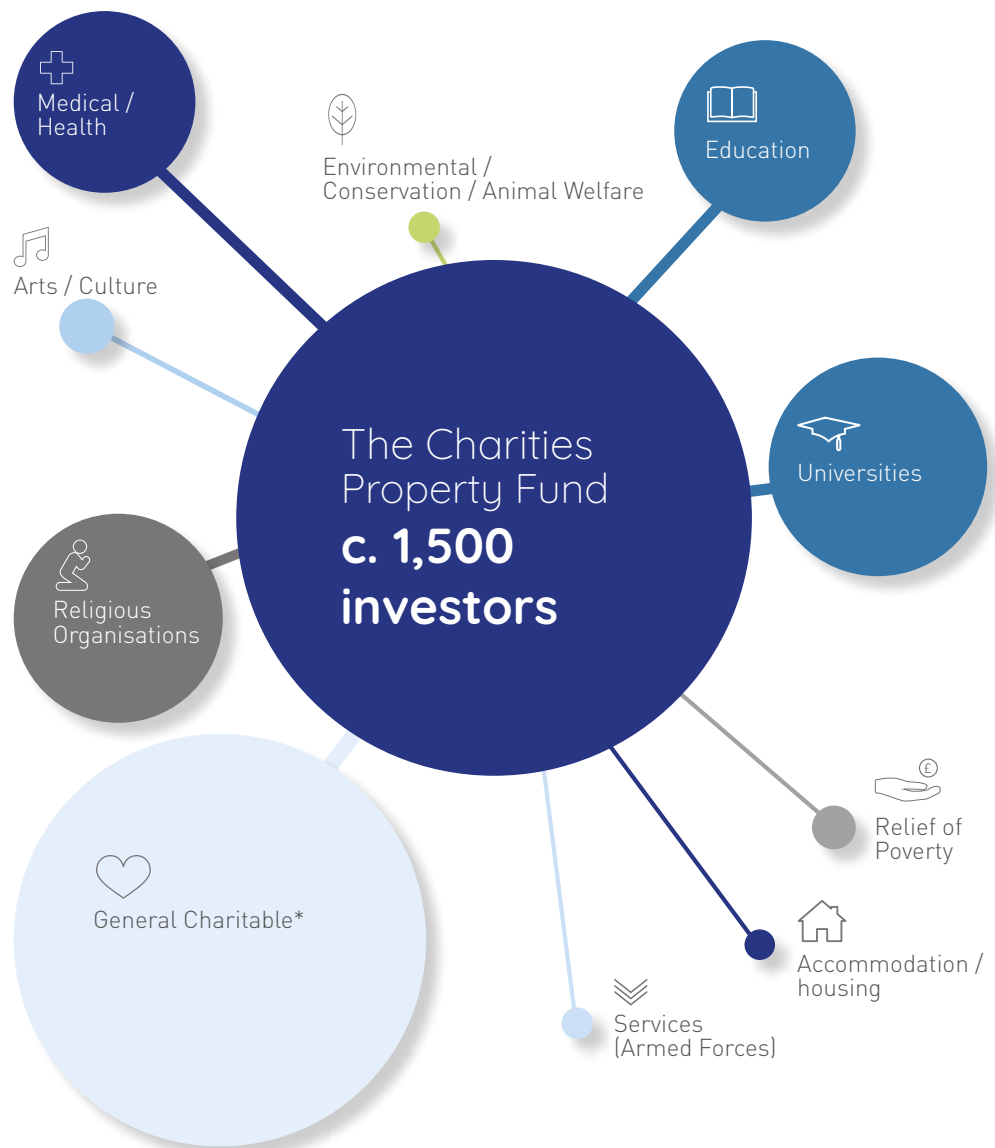 Medical /
Health
Environmental /
Conservation / Animal Welfare
Education
Arts / Culture
The Charities
Property Fund
c. 1,500
investors
Universities
Religious
Organisations
£
Relief of
Poverty
General Charitable*
Accommodation /
housing
Services
(Armed Forces)